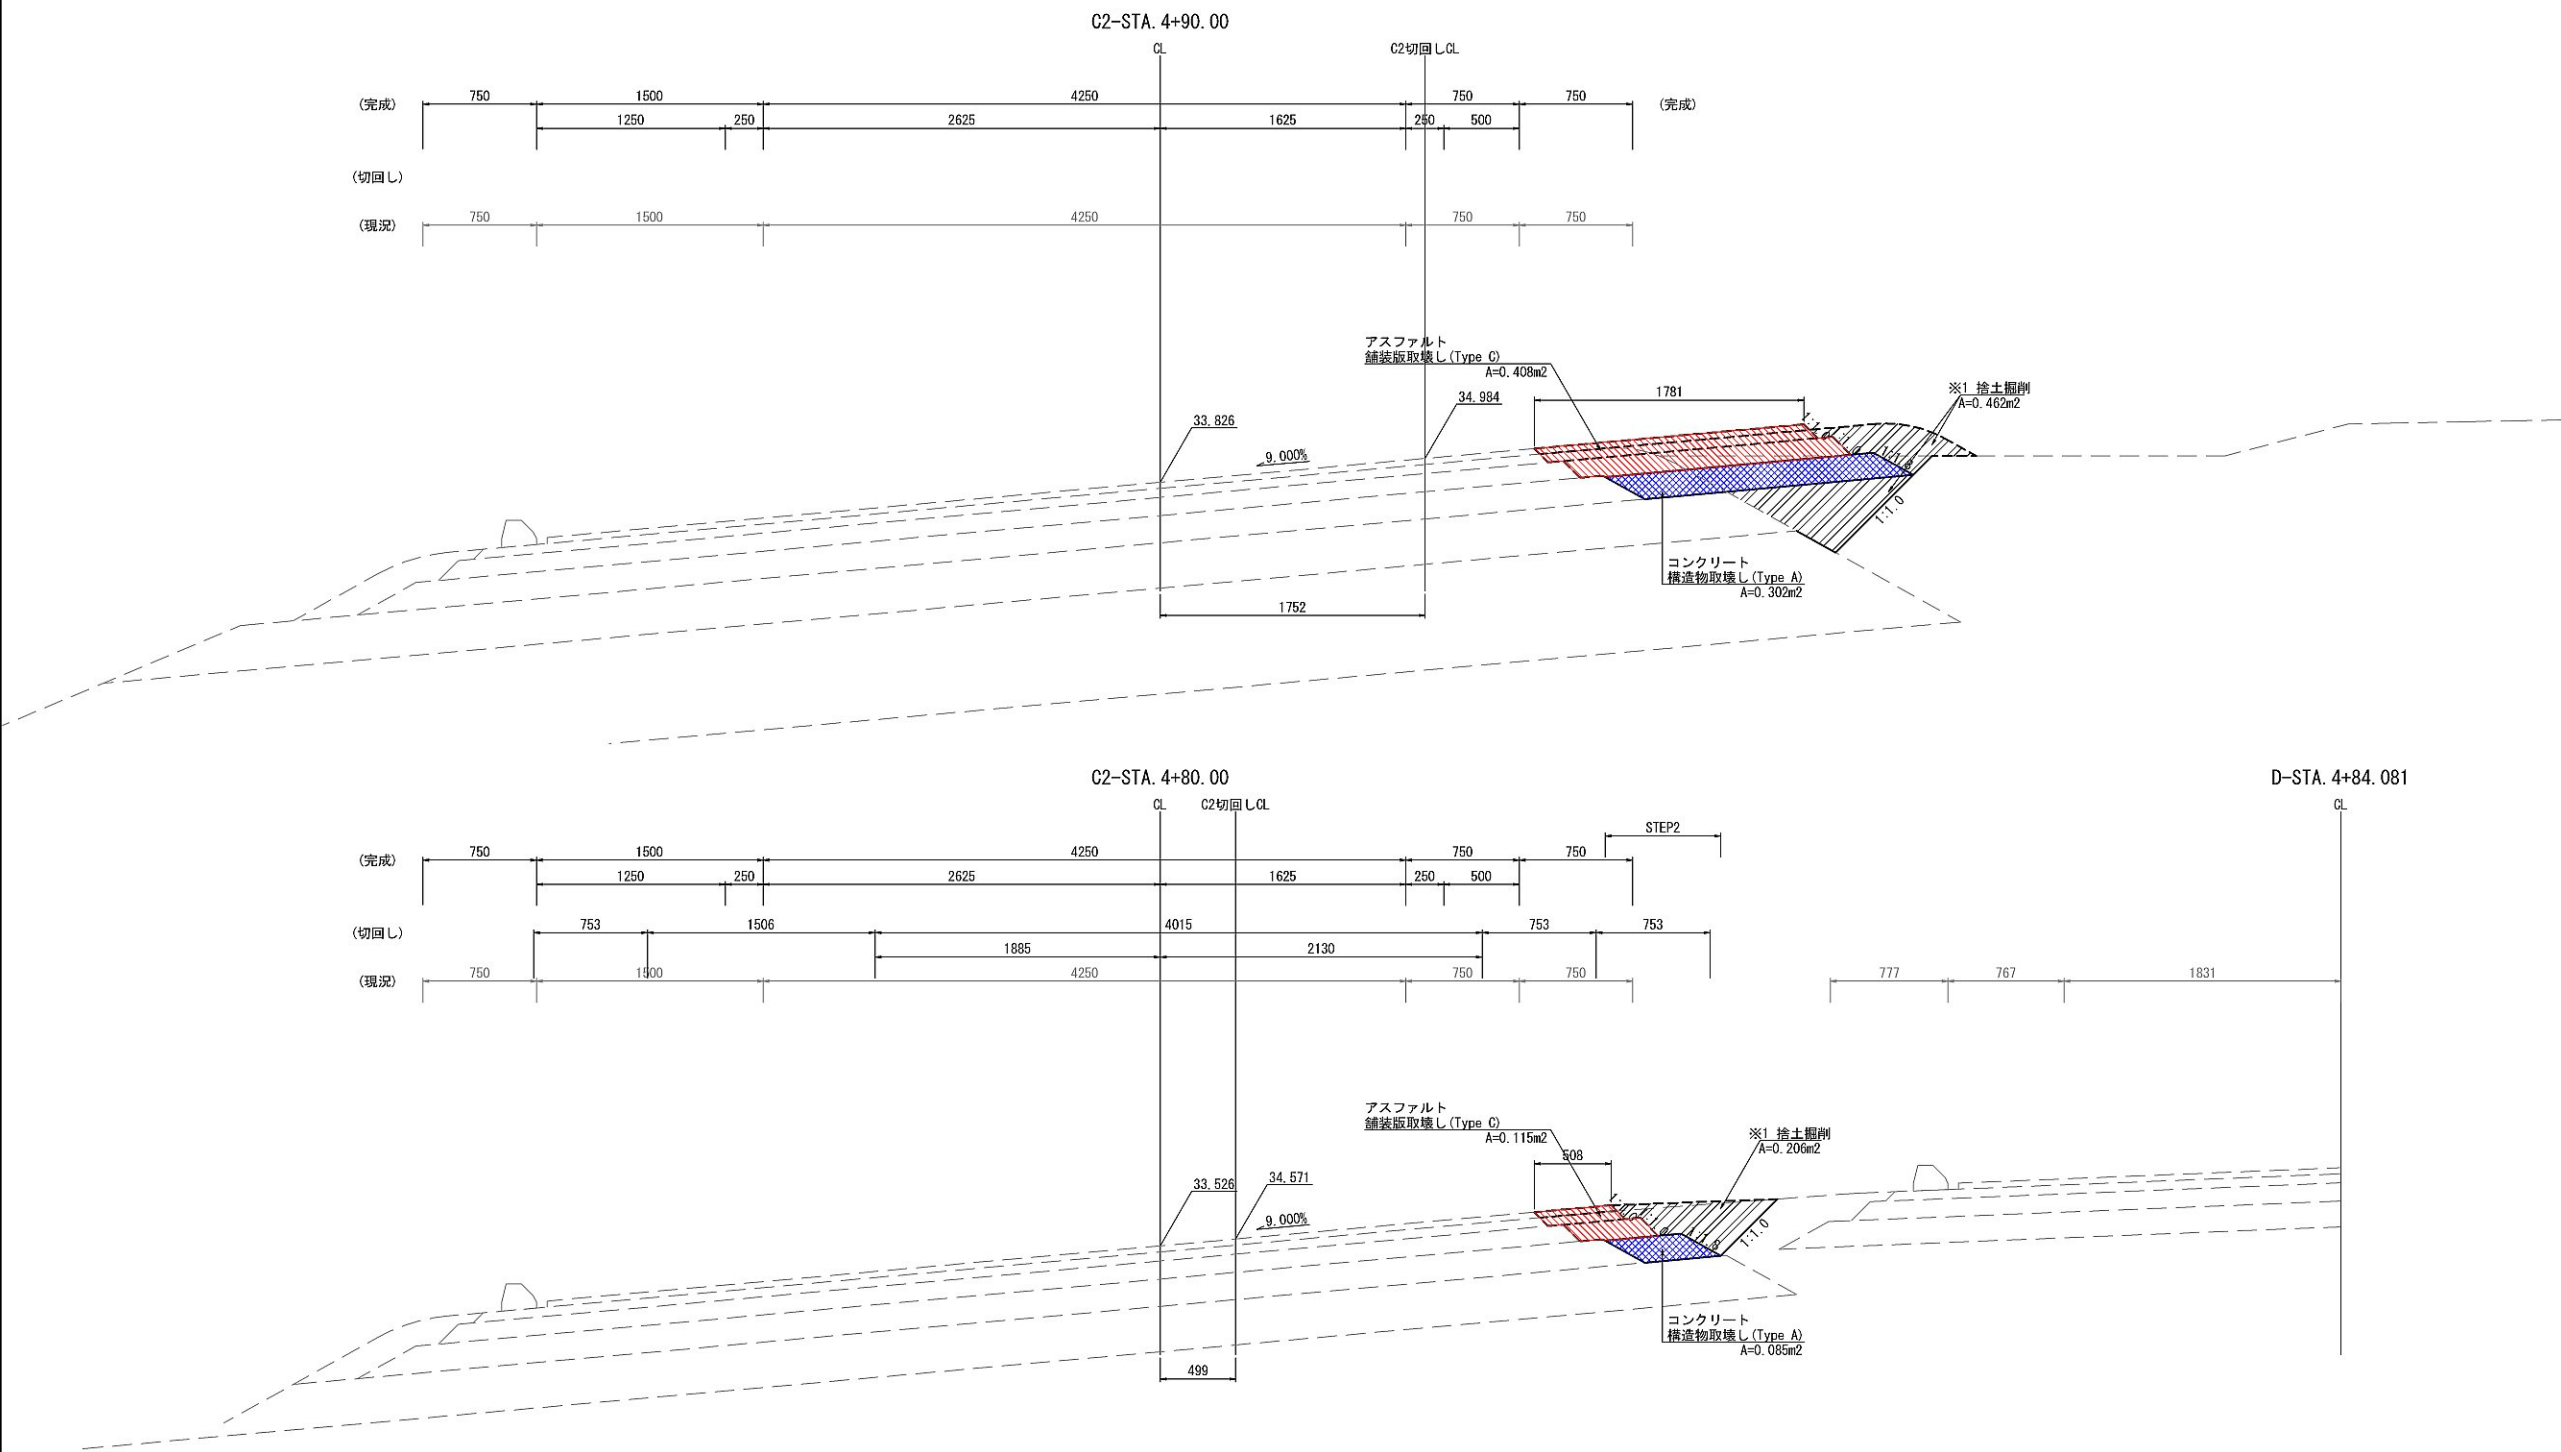 C2-STA. 4+90.00
CL
C2切回しCL
(完成) 750 1500 4250 750 750 (完成)
1250 250 2625 1625 250 500
(切回し)
(現況) 750 1500 4250 750 750
アスファルト
舗装版取壊し(Type C)
A=0.408m2
1781
※1 捨土掘削
A=0.462m2
34.984
33.826
9.000%
1:1.8
1:1.0
コンクリート
構造物取壊し(Type A)
A=0.302m2
1752
C2-STA. 4+80.00
D-STA. 4+84.081
CL
C2切回しCL
CL
STEP2
(完成) 750 1500 4250 750 750
1250 250 2625 1625 250 500
(切回し) 753 1506 4015 753 753
1885 2130
(現況) 750 1500 4250 750 750 777 767 1831
アスファルト
舗装版取壊し(Type C)
A=0.115m2
508
※1 捨土掘削
A=0.206m2
34.571
33.526
9.000%
1:1.8
1:1.0
コンクリート
構造物取壊し(Type A)
A=0.085m2
499